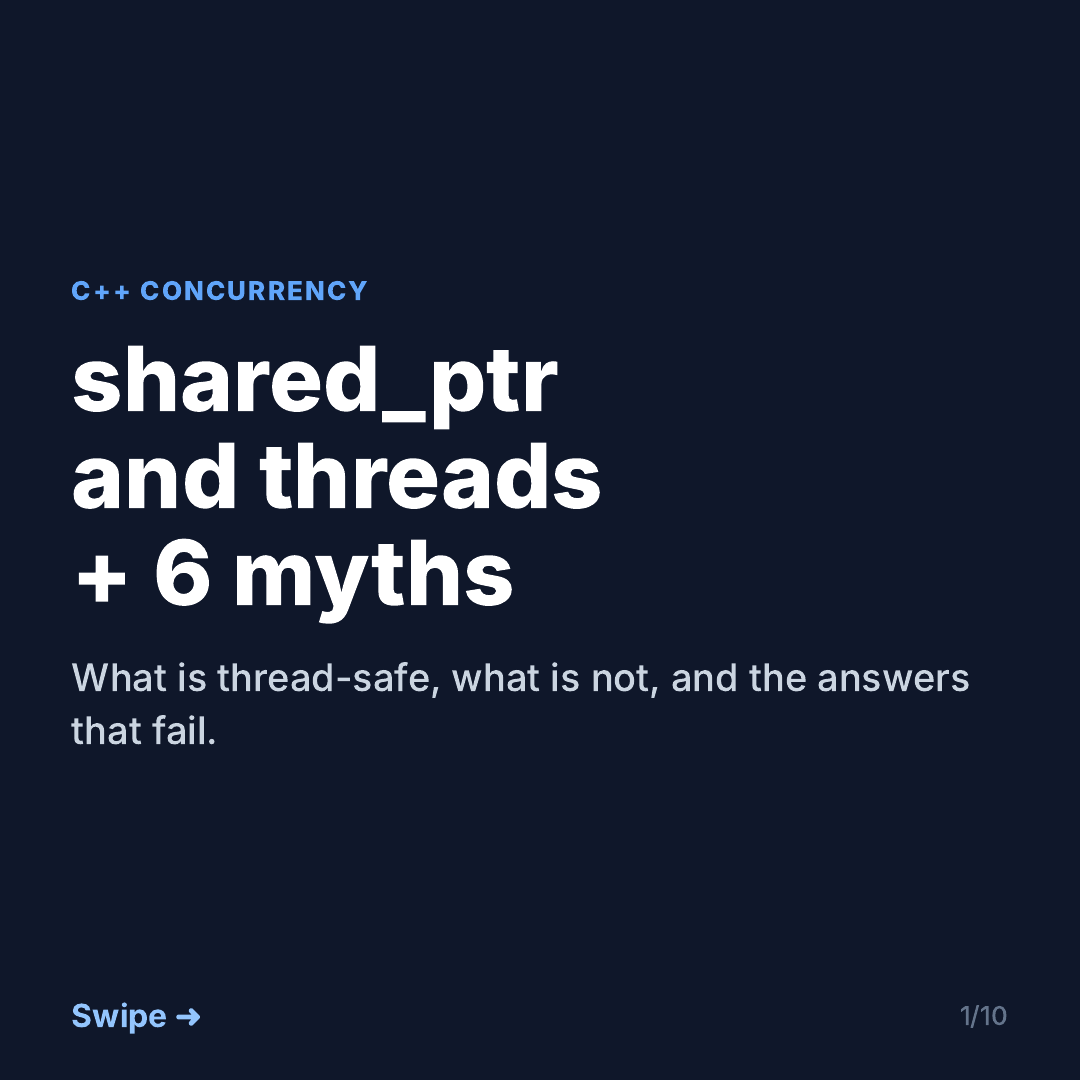 C++ CONCURRENCY
shared_ptr
and threads
+ 6 myths
What is thread-safe, what is not, and the answers
that fail.
Swipe ➜
1/10